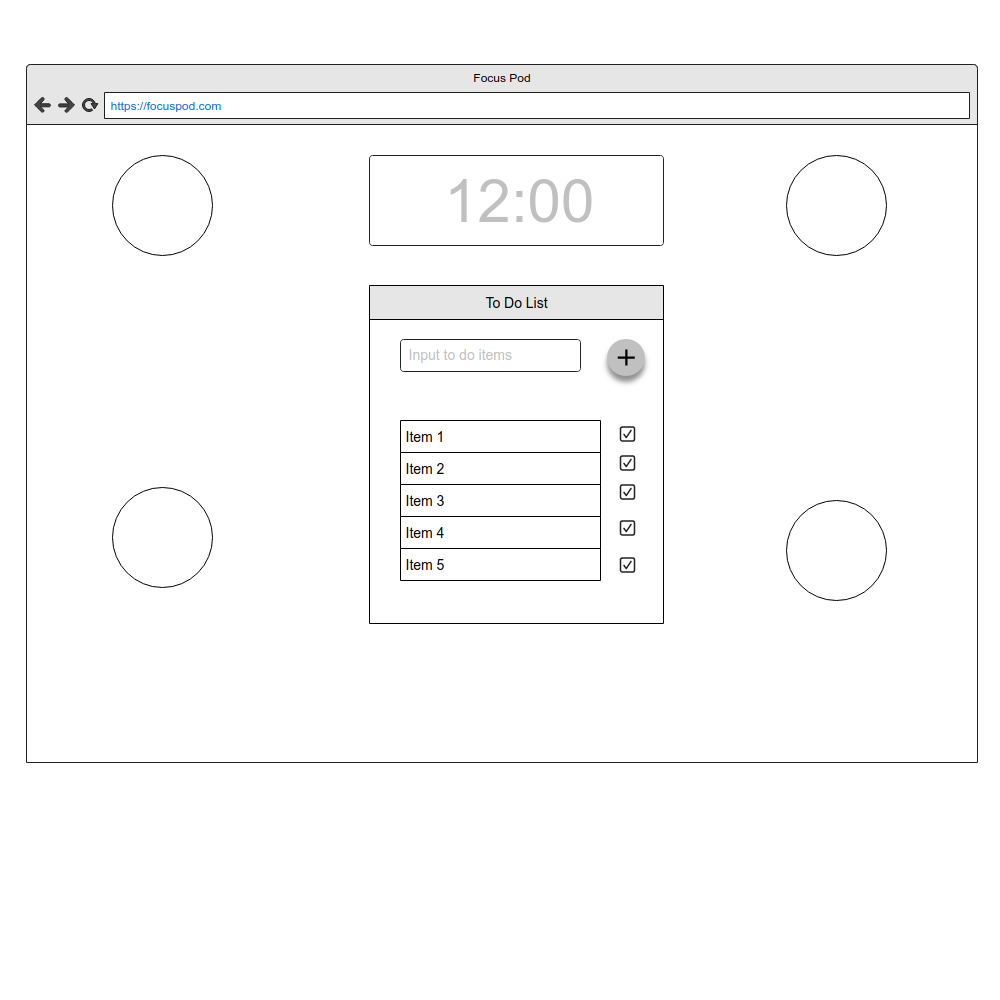 Focus Pod
https://focuspod.com
12:00
To Do List
Input to do items
Item 1
Item 2
Item 3
Item 4
Item 5